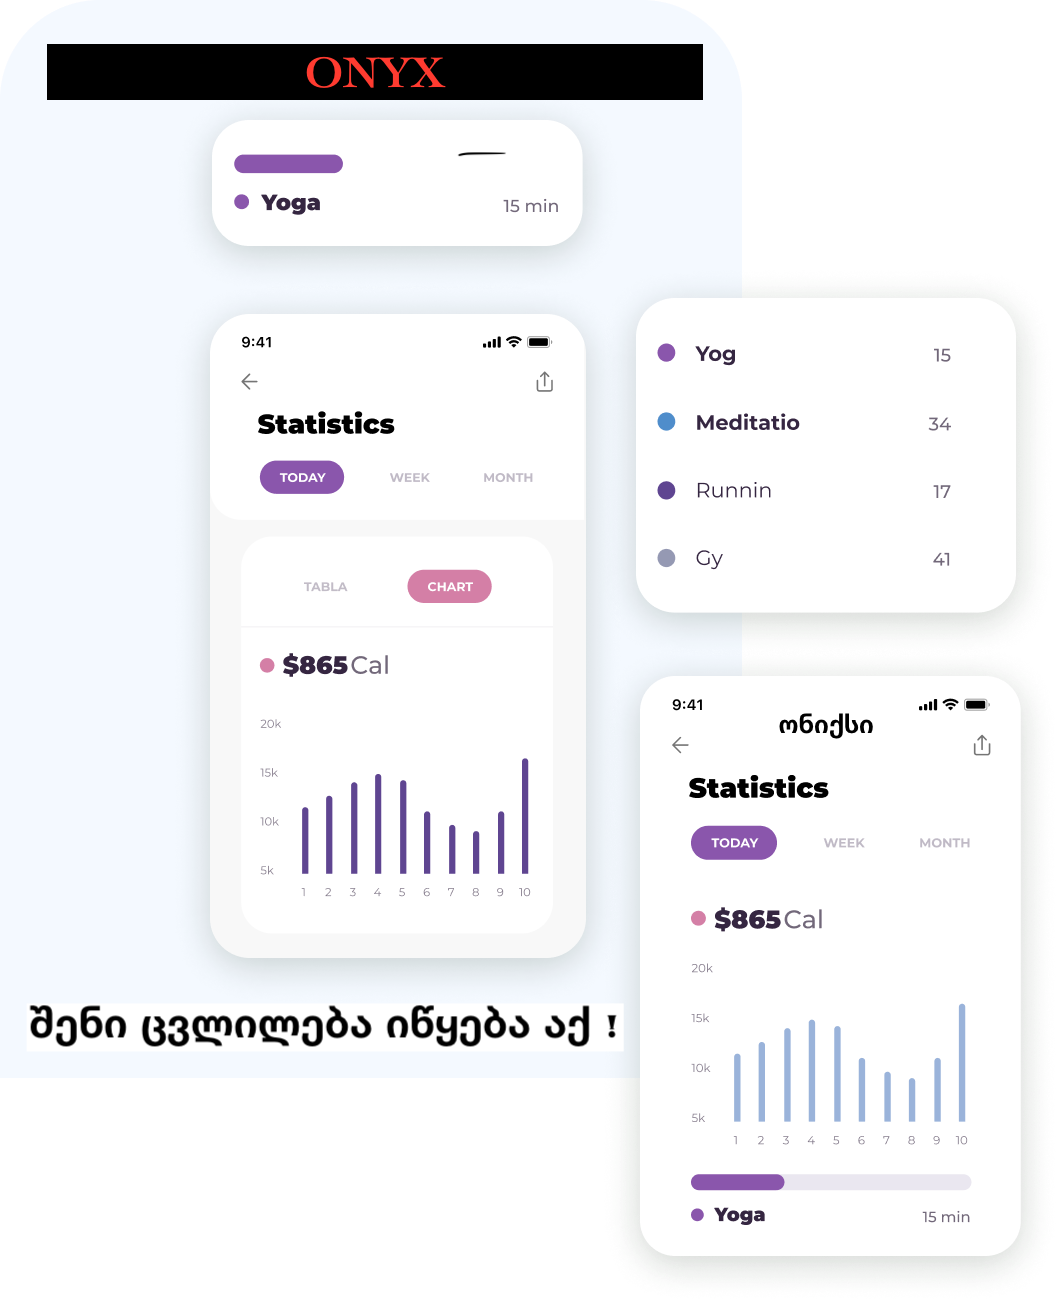 ONYX
Yoga
15 min
9:41
Statistics
TODAY WEEK MONTH
TABLA CHART
$865 Cal
20k
15k
10k
5k
1 2 3 4 5 6 7 8 9 10
Yog 15
Meditatio 34
Runnin 17
Gy 41
9:41
ონიქსი
Statistics
TODAY WEEK MONTH
$865 Cal
20k
15k
10k
5k
1 2 3 4 5 6 7 8 9 10
Yoga 15 min
შენი ცვლილება იწყება აქ !